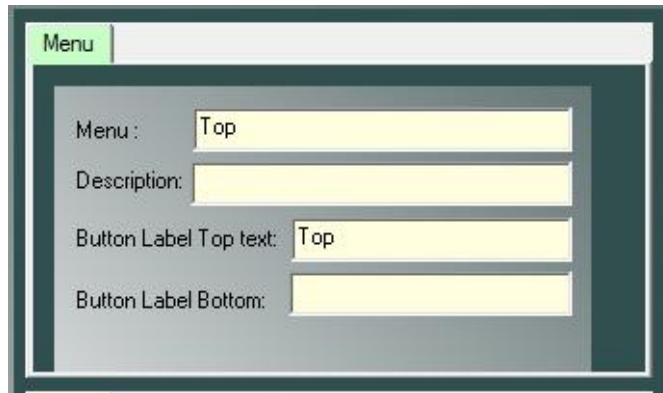 Menu
Menu : Top
Description:
Button Label Top text: Top
Button Label Bottom: